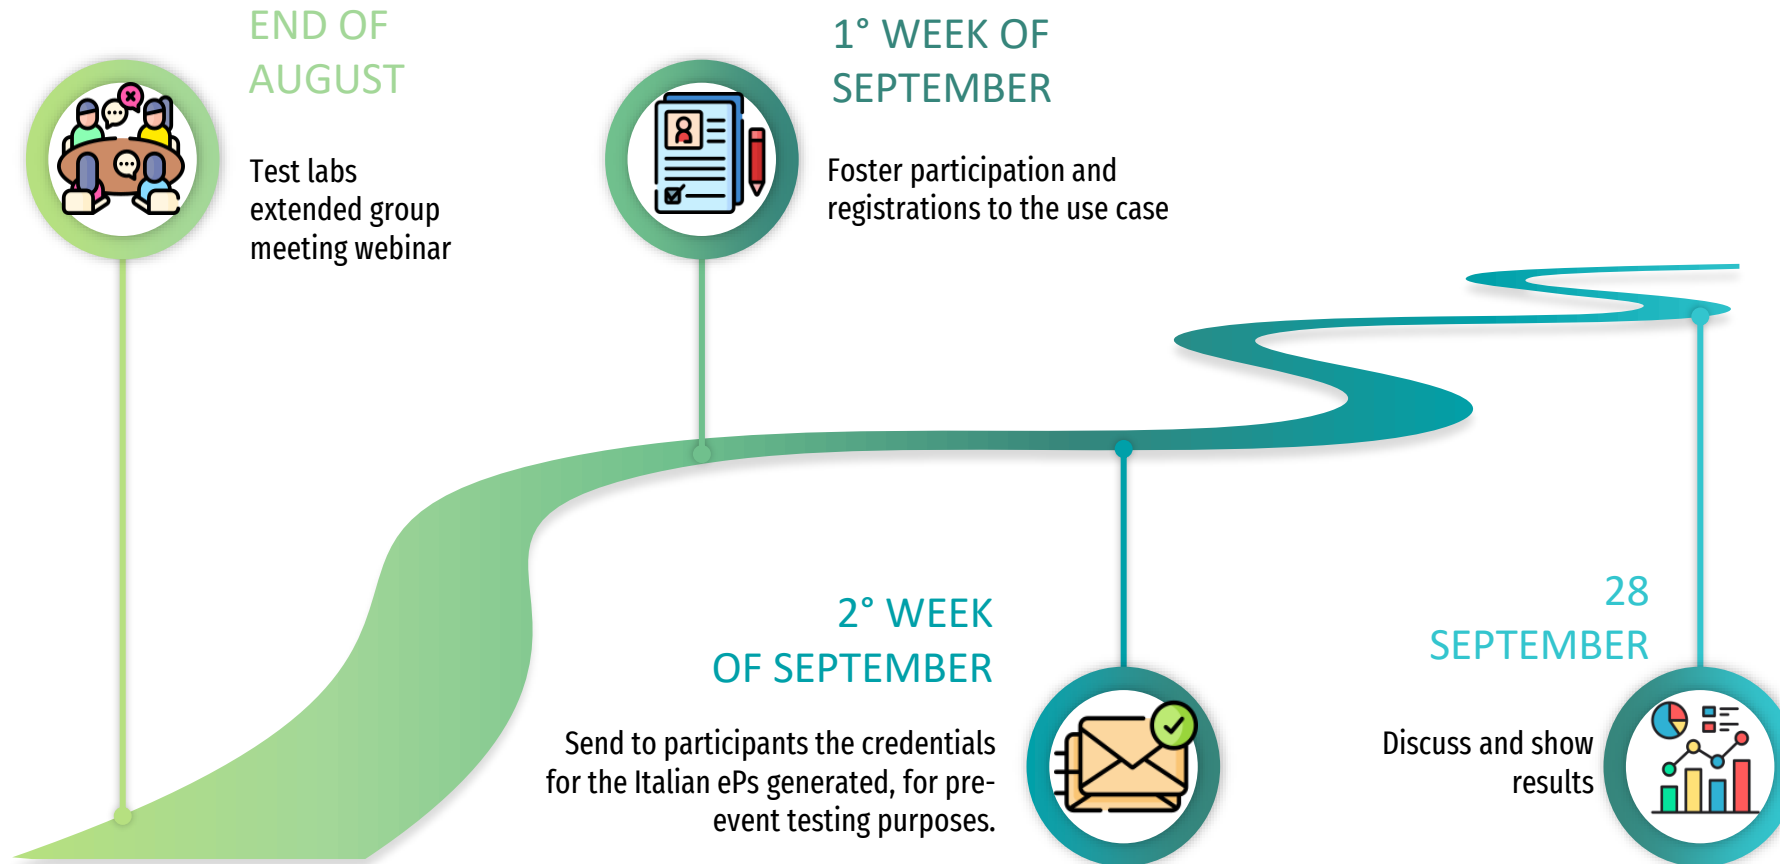 END OF
AUGUST
Test labs
extended group
meeting webinar
1° WEEK OF
SEPTEMBER
Foster participation and
registrations to the use case
2° WEEK
OF SEPTEMBER
Send to participants the credentials
for the Italian ePs generated, for pre-
event testing purposes.
28
SEPTEMBER
Discuss and show
results